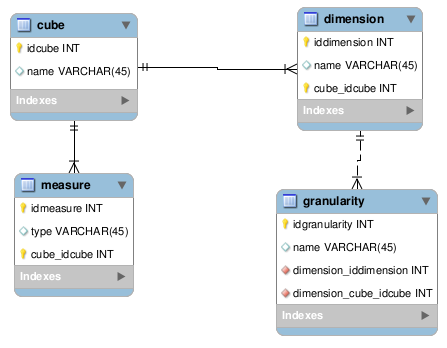 cube
idcube INT
name VARCHAR(45)
Indexes
dimension
iddimension INT
name VARCHAR(45)
cube_idcube INT
Indexes
measure
idmeasure INT
type VARCHAR(45)
cube_idcube INT
Indexes
granularity
idgranularity INT
name VARCHAR(45)
dimension_iddimension INT
dimension_cube_idcube INT
Indexes